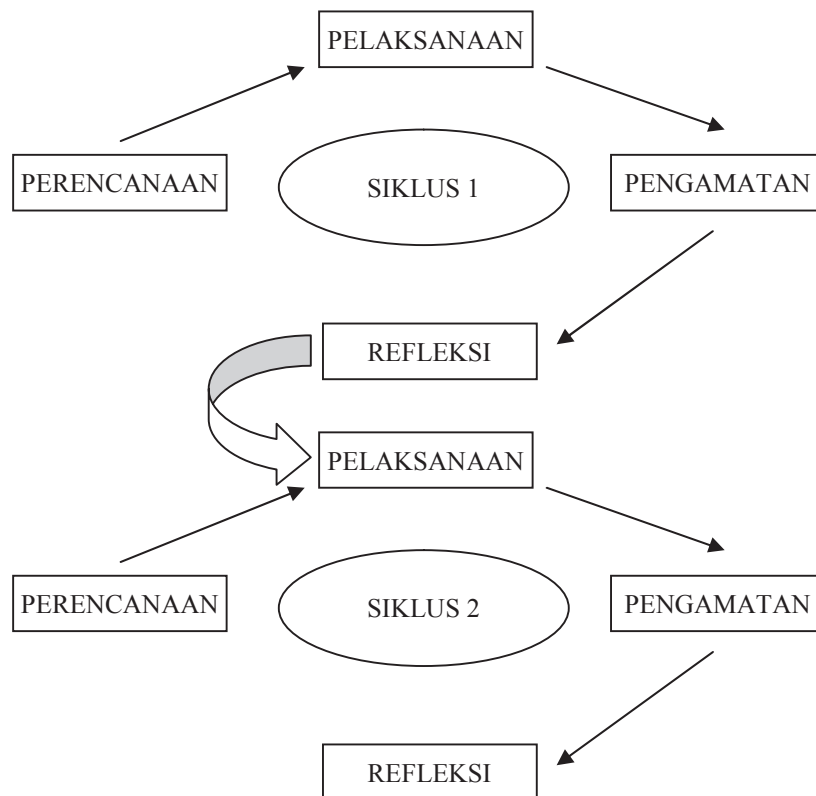 PELAKSANAAN
PERENCANAAN
SIKLUS 1
PENGAMATAN
REFLEKSI
PELAKSANAAN
PERENCANAAN
SIKLUS 2
PENGAMATAN
REFLEKSI